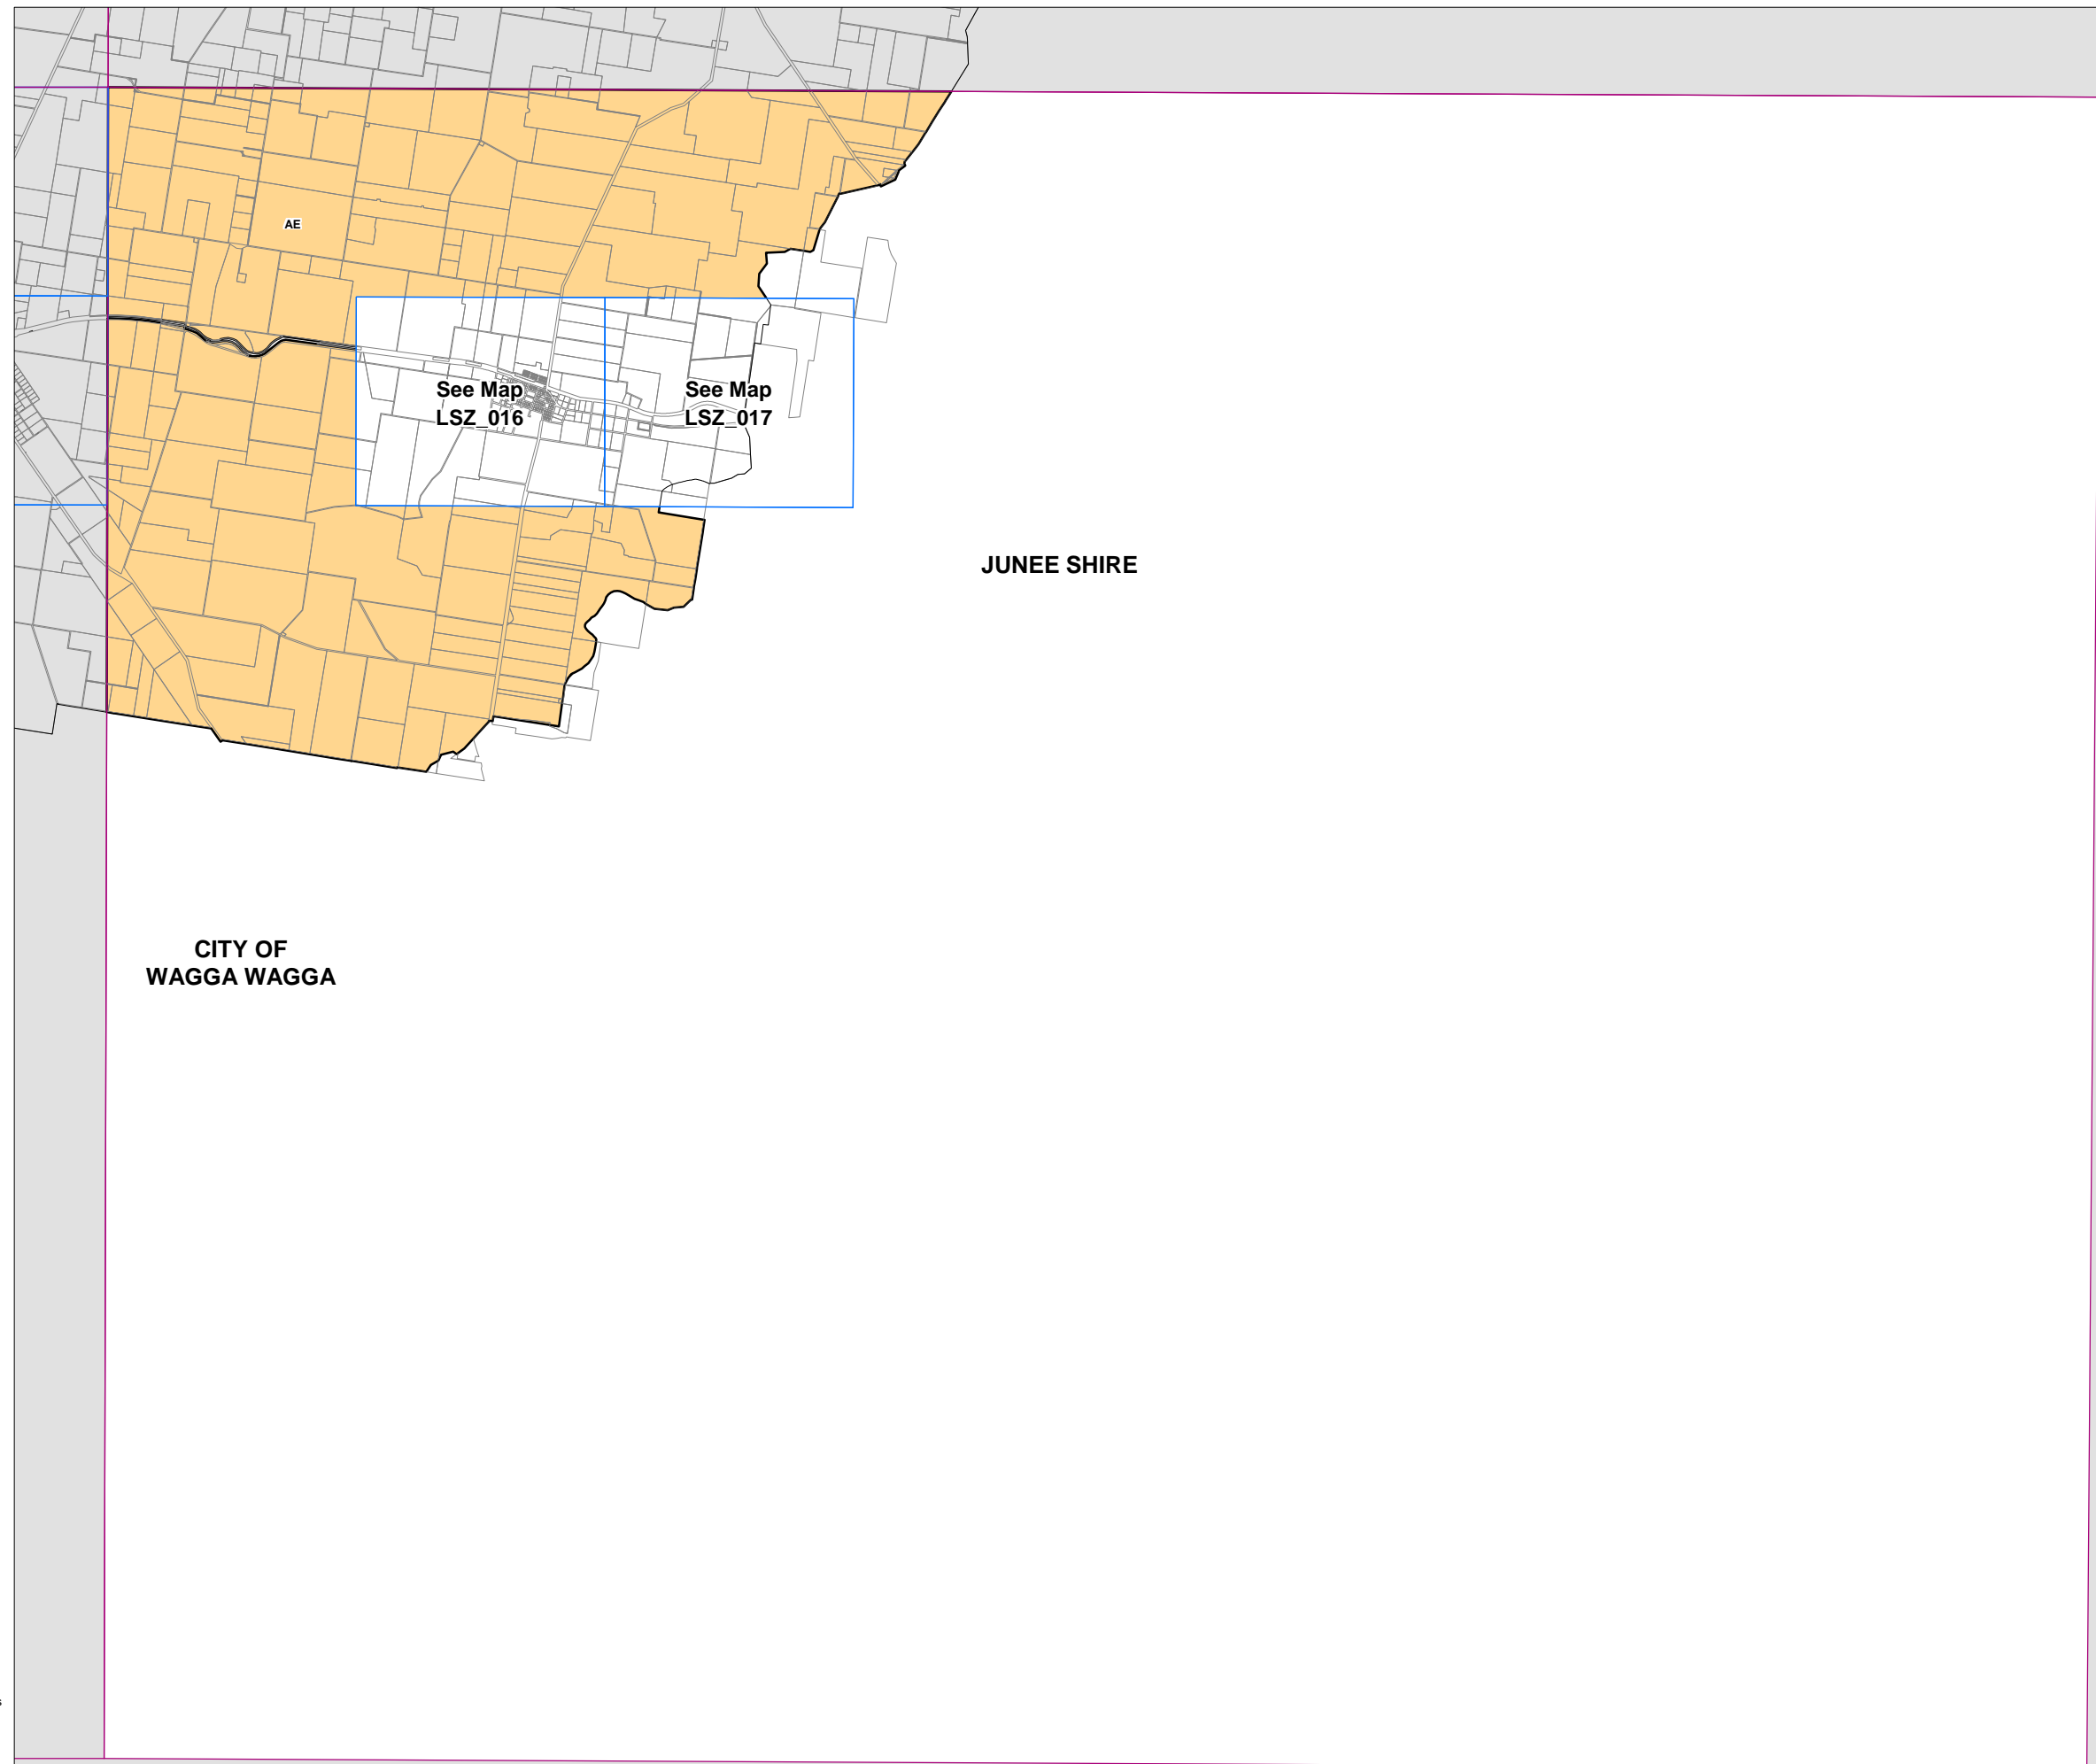 AE
See Map
LSZ_016
See Map
LSZ_017
JUNEE SHIRE
CITY OF
WAGGA WAGGA